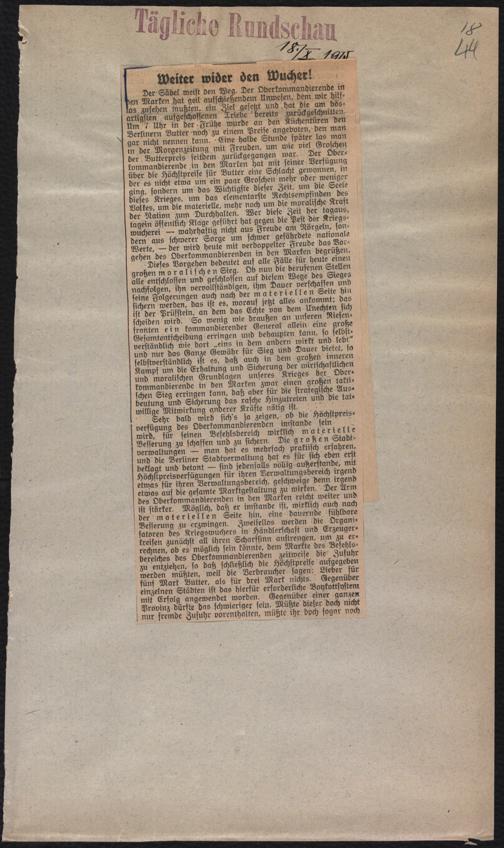 Tägliche Rundschau
18
44
18/X 1915
Weiter wider den Wucher!
Der Säbel weist den Weg. Der Oberkommandierende in
den Marken hat geil aufschießendem Unwesen, dem wir hilf-
los zusehen mußten, ein Ziel gesetzt und hat die am bös-
artigsten aufgeschossenen Triebe bereits zurückgeschnitten.
Um 7 Uhr in der Frühe wurde an den Küchentüren den
Berlinern Butter noch zu einem Preise angeboten, den man
gar nicht nennen kann. Eine halbe Stunde später las man
in der Morgenzeitung mit Freuden, um wie viel Groschen
der Butterpreis seitdem zurückgegangen war. Der Ober-
kommandierende in den Marken hat mit seiner Verfügung
über die Höchstpreise für Butter eine Schlacht gewonnen, in
der es nicht etwa um ein paar Groschen mehr oder weniger
ging, sondern um das Wichtigste dieser Zeit, um die Seele
dieses Krieges, um das elementarste Rechtsempfinden des
Volkes, um die materielle, mehr noch um die moralische Kraft
der Nation zum Durchhalten. Wer diese Zeit her tagaus,
tagein öffentlich Klage geführt hat gegen die Pest der Kriegs-
wucherei — wahrhaftig nicht aus Freude am Nörgeln, son-
dern aus schwerer Sorge um schwer gefährdete nationale
Werte, — der wird heute mit verdoppelter Freude das Vor-
gehen des Oberkommandierenden in den Marken begrüßen.
Dieses Vorgehen bedeutet auf alle Fälle für heute einen
großen moralischen Sieg. Ob nun die berufenen Stellen
alle entschlossen und geschlossen auf diesem Wege des Sieges
nachfolgen, ihn vervollständigen, ihm Dauer verschaffen und
seine Folgerungen auch nach der materiellen Seite hin
sichern werden, das ist es, worauf jetzt alles ankommt; das
ist der Prüfstein, an dem das Echte vom Unechten sich
scheiden wird. So wenig wie draußen an unseren Riesen-
fronten ein kommandierender General allein eine große
Gesamtentscheidung erringen und behaupten kann, so selbst-
verständlich wie dort „eins in dem andern wirkt und lebt“
und nur das Ganze Gewähr für Sieg und Dauer bietet, so
selbstverständlich ist es, daß auch in dem großen inneren
Kampf um die Erhaltung und Sicherung der wirtschaftlichen
und moralischen Grundlagen unseres Krieges der Ober-
kommandierende in den Marken zwar einen großen takti-
schen Sieg erringen kann, daß aber für die strategische Aus-
beutung und Sicherung das rasche Hinzutreten und die tat-
willige Mitwirkung anderer Kräfte nötig ist.
Sehr bald wird sich's ja zeigen, ob die Höchstpreis-
verfügung des Oberkommandierenden imstande sein
wird, für seinen Befehlsbereich wirklich materielle
Besserung zu schaffen und zu sichern. Die großen Stadt-
verwaltungen — man hat es mehrfach praktisch erfahren,
und die Berliner Stadtverwaltung hat es für sich eben erst
beklagt und betont — sind jedenfalls völlig außerstande, mit
Höchstpreisverfügungen für ihren Verwaltungsbereich irgend
etwas für ihren Verwaltungsbereich, geschweige denn irgend
etwas auf die gesamte Marktgestaltung zu wirken. Der Arm
des Oberkommandierenden in den Marken reicht weiter und
ist stärker. Möglich, daß er imstande ist, wirklich auch nach
der materiellen Seite hin, eine dauernde fühlbare
Besserung zu erzwingen. Zweifellos werden die Organi-
satoren des Kriegswuchers in Händlerschaft und Erzeuger-
kreisen zunächst all ihren Scharfsinn anstrengen, um zu er-
rechnen, ob es möglich sein könnte, dem Markte des Befehls-
bereiches des Oberkommandierenden zeitweise die Zufuhr
zu entziehen, so daß schließlich die Höchstpreise aufgegeben
werden müßten, weil die Verbraucher sagen: Lieber für
fünf Mark Butter, als für drei Mark nichts. Gegenüber
einzelnen Städten ist das hierfür erforderliche Boykottsystem
mit Erfolg angewendet worden. Gegenüber einer ganzen
Provinz dürfte das schwieriger sein. Müßte dieser doch nicht
nur fremde Zufuhr vorenthalten, müßte ihr doch sogar noch